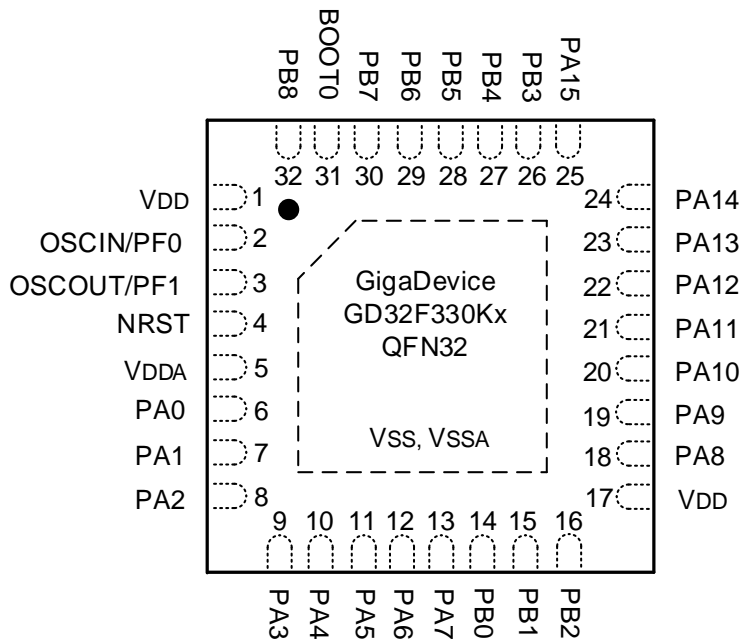 PB8
BOOT0
PB7
PB6
PB5
PB4
PB3
PA15
32
31
30
29
28
27
26
25
VDD
1
OSCIN/PF0
2
OSCOUT/PF1
3
NRST
4
VDDA
5
PA0
6
PA1
7
PA2
8
GigaDevice
GD32F330Kx
QFN32
VSS, VSSA
24
PA14
23
PA13
22
PA12
21
PA11
20
PA10
19
PA9
18
PA8
17
VDD
9
10
11
12
13
14
15
16
PA3
PA4
PA5
PA6
PA7
PB0
PB1
PB2